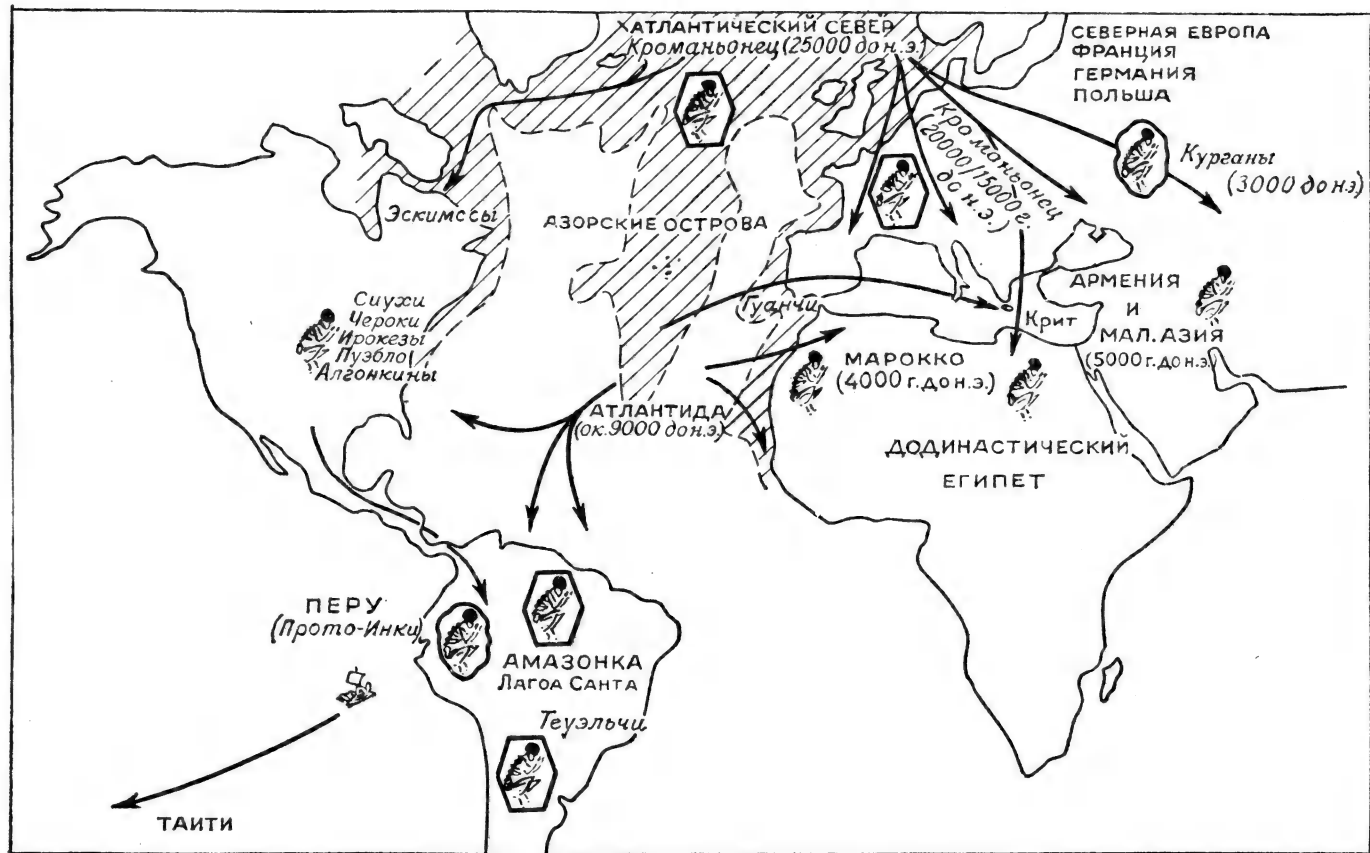 АТЛАНТИЧЕСКИЙ СЕВЕР
Кроманьонец (25000 до н.э.)
СЕВЕРНАЯ ЕВРОПА
ФРАНЦИЯ
ГЕРМАНИЯ
ПОЛЬША
Кроманьонец
(20000/15000 г.
до н.э.)
Курганы
(3000 до н.э)
Эскимосы
АЗОРСКИЕ ОСТРОВА
Гуанчи
Крит
АРМЕНИЯ
И
МАЛ. АЗИЯ
(5000 г. до н.э.)
Сиухи
Чероки
Ирокезы
Пуэбло
Алгонкины
МАРОККО
(4000 г. до н.э.)
АТЛАНТИДА
(ок. 9000 до н.э.)
ДОДИНАСТИЧЕСКИЙ
ЕГИПЕТ
ПЕРУ
(Прото-Инки)
АМАЗОНКА
ЛАГОА САНТА
Теуэльчи
ТАИТИ